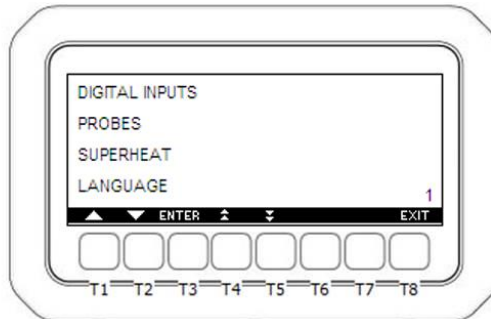 DIGITAL INPUTS
PROBES
SUPERHEAT
LANGUAGE
1
ENTER EXIT
T1 T2 T3 T4 T5 T6 T7 T8